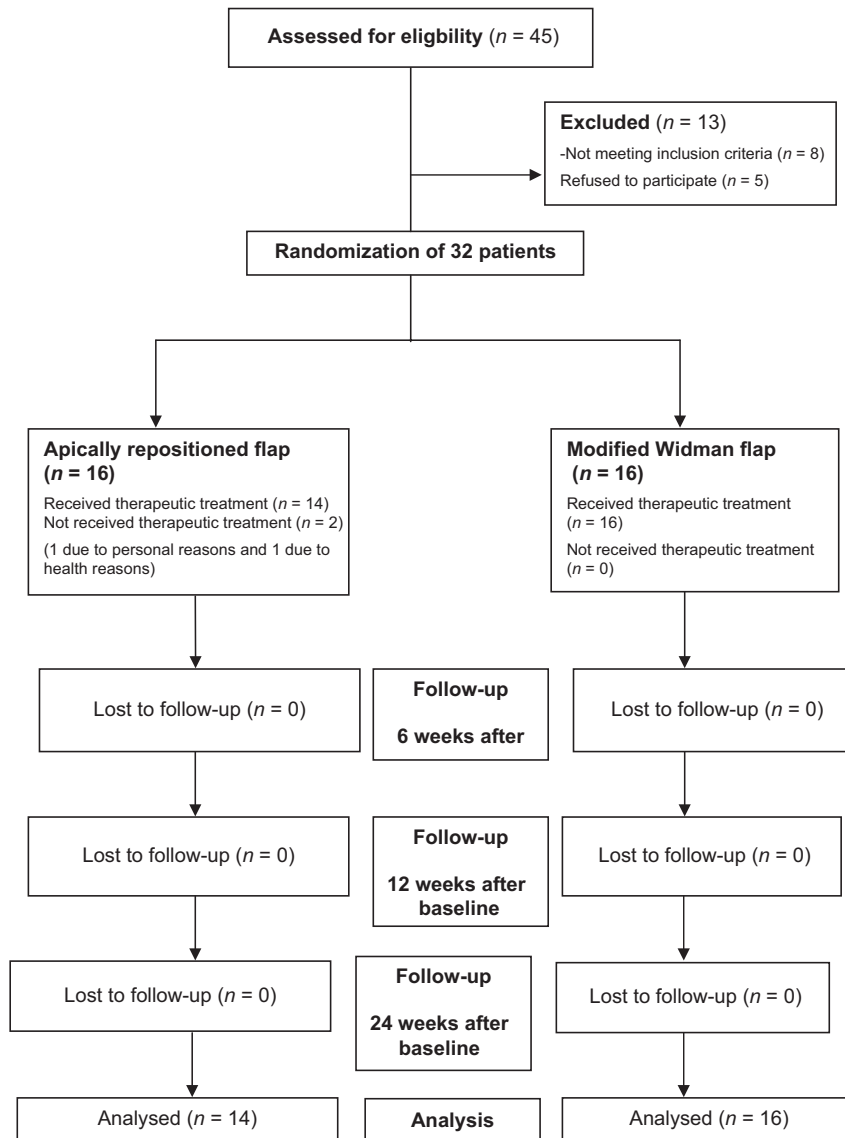 Assessed for eligbility (n = 45)
Excluded (n = 13)
-Not meeting inclusion criteria (n = 8)
Refused to participate (n = 5)
Randomization of 32 patients
Apically repositioned flap
(n = 16)
Received therapeutic treatment (n = 14)
Not received therapeutic treatment (n = 2)
(1 due to personal reasons and 1 due to
health reasons)
Modified Widman flap
(n = 16)
Received therapeutic treatment
(n = 16)
Not received therapeutic treatment
(n = 0)
Lost to follow-up (n = 0)
Follow-up
6 weeks after
Lost to follow-up (n = 0)
Lost to follow-up (n = 0)
Follow-up
12 weeks after
baseline
Lost to follow-up (n = 0)
Lost to follow-up (n = 0)
Follow-up
24 weeks after
baseline
Lost to follow-up (n = 0)
Analysed (n = 14)
Analysis
Analysed (n = 16)